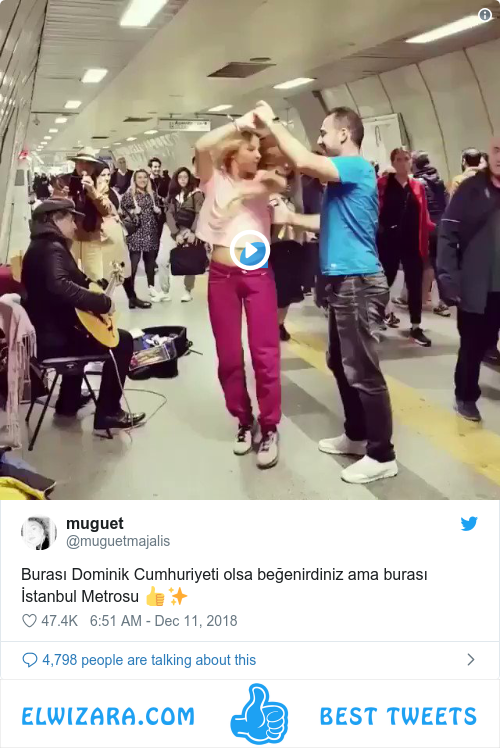 muguet
@muguetmajalis
Burası Dominik Cumhuriyeti olsa beğenirdiniz ama burası
İstanbul Metrosu 👍✨
47.4K 6:51 AM - Dec 11, 2018
4,798 people are talking about this
ELWIZARA.COM BEST TWEETS